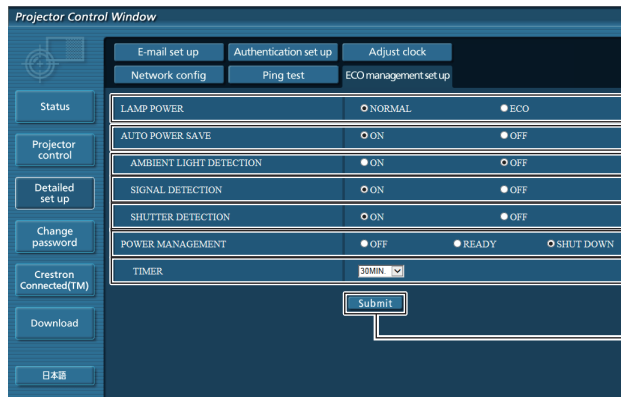 Projector Control Window
E-mail set up Authentication set up Adjust clock
Network config Ping test ECO management set up
Status
Projector control
Detailed set up
Change password
Crestron Connected(TM)
Download
日本語
LAMP POWER NORMAL ECO
AUTO POWER SAVE ON OFF
AMBIENT LIGHT DETECTION ON OFF
SIGNAL DETECTION ON OFF
SHUTTER DETECTION ON OFF
POWER MANAGEMENT OFF READY SHUT DOWN
TIMER 30MIN.
Submit